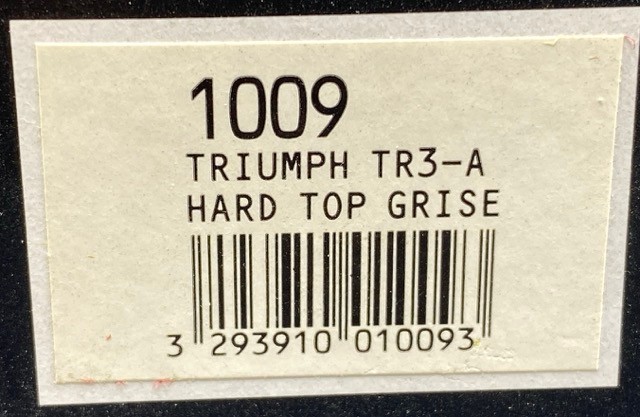 1009
TRIUMPH TR3-A
HARD TOP GRISE
3 293910 010093